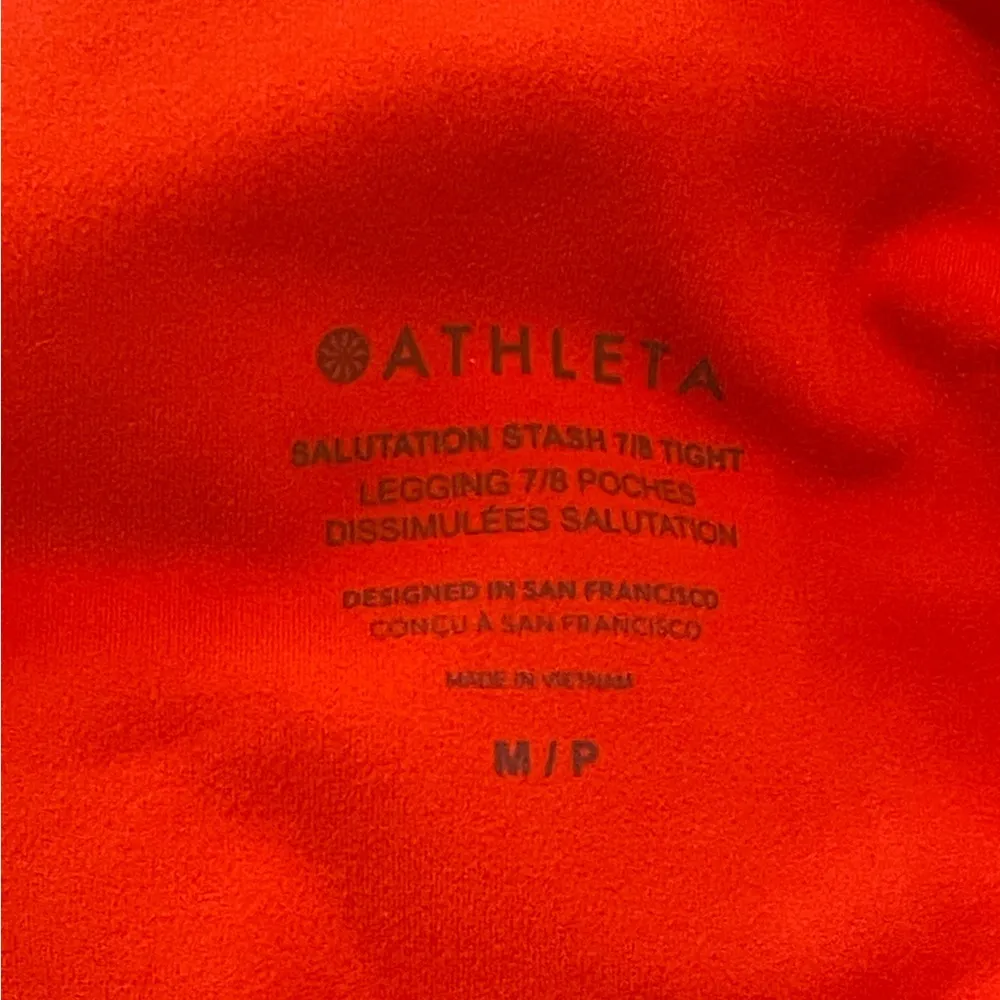 ATHLETA
SALUTATION STASH 7/8 TIGHT
LEGGING 7/8 POCHES
DISSIMULÉES SALUTATION
DESIGNED IN SAN FRANCISCO
CONÇU À SAN FRANCISCO
MADE IN VIETNAM
M / P